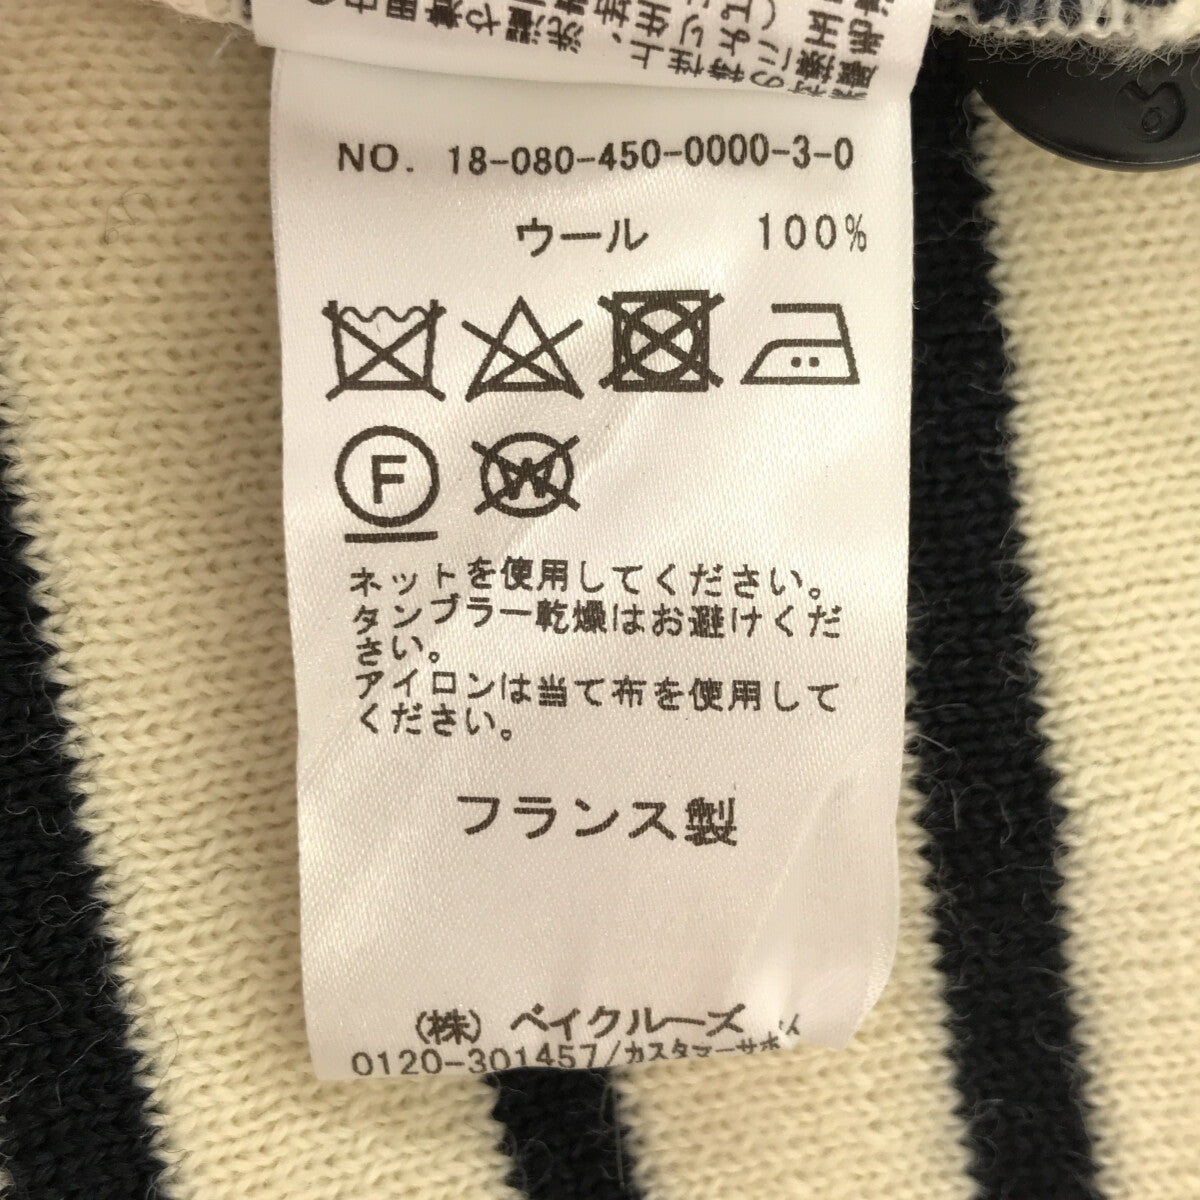 NO. 18-080-450-0000-3-0
ウール 100%
F
W
ネットを使用してください。
タンブラー乾燥はお避けくだ
さい。
アイロンは当て布を使用して
ください。
フランス製
(株) ベイクルーズ
0120-301457/カスタマーサポ